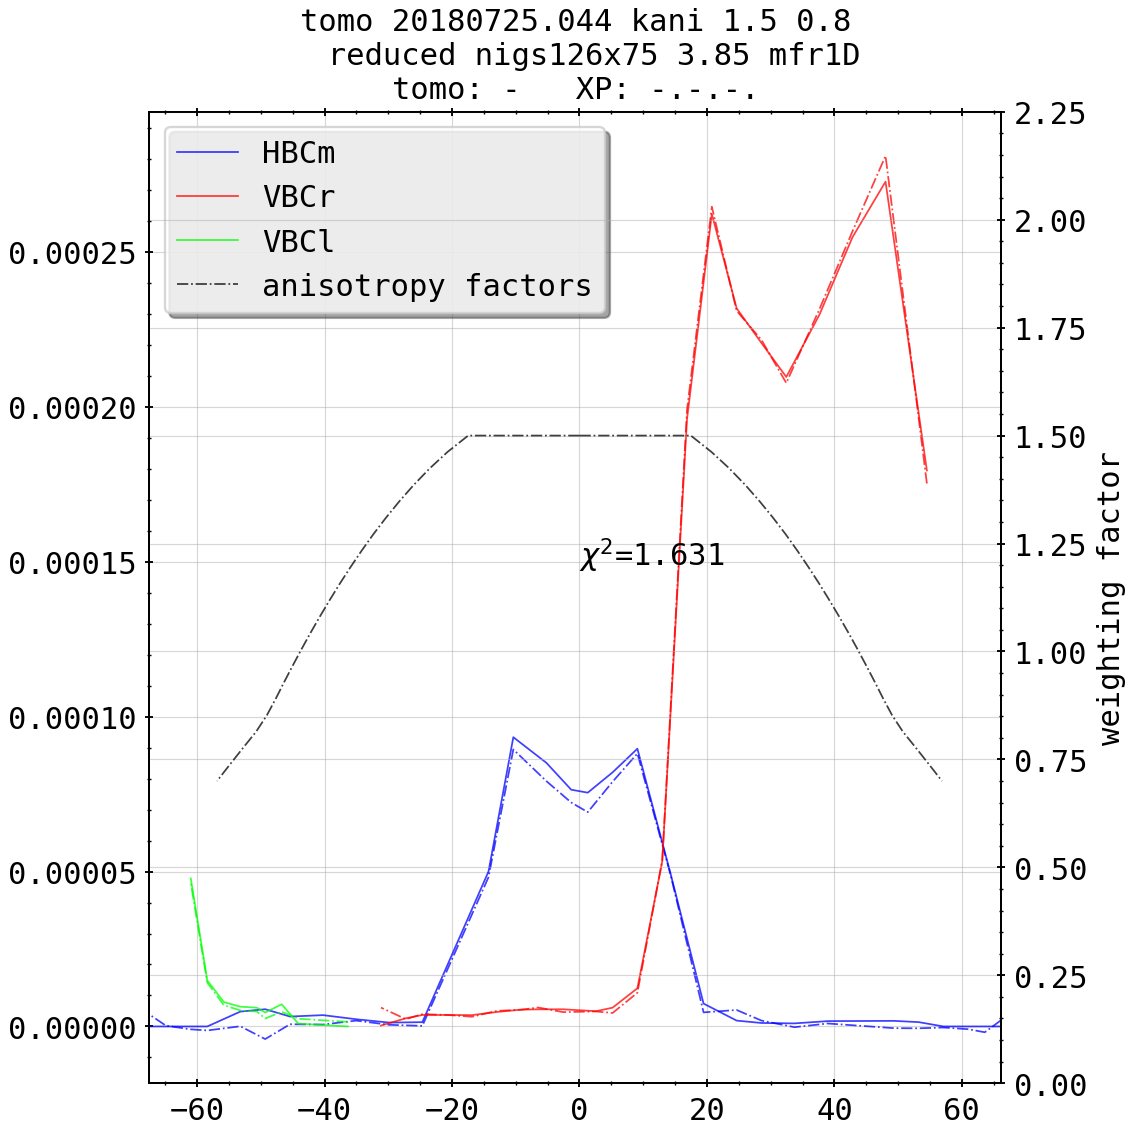 tomo 20180725.044 kani 1.5 0.8
reduced nigs126x75 3.85 mfr1D
tomo: - XP: -.-.-.
HBCm
VBCr
VBCl
anisotropy factors
χ²=1.631
0.00025
0.00020
0.00015
0.00010
0.00005
0.00000
2.25
2.00
1.75
1.50
1.25
1.00
0.75
0.50
0.25
0.00
weighting factor
−60
−40
−20
0
20
40
60